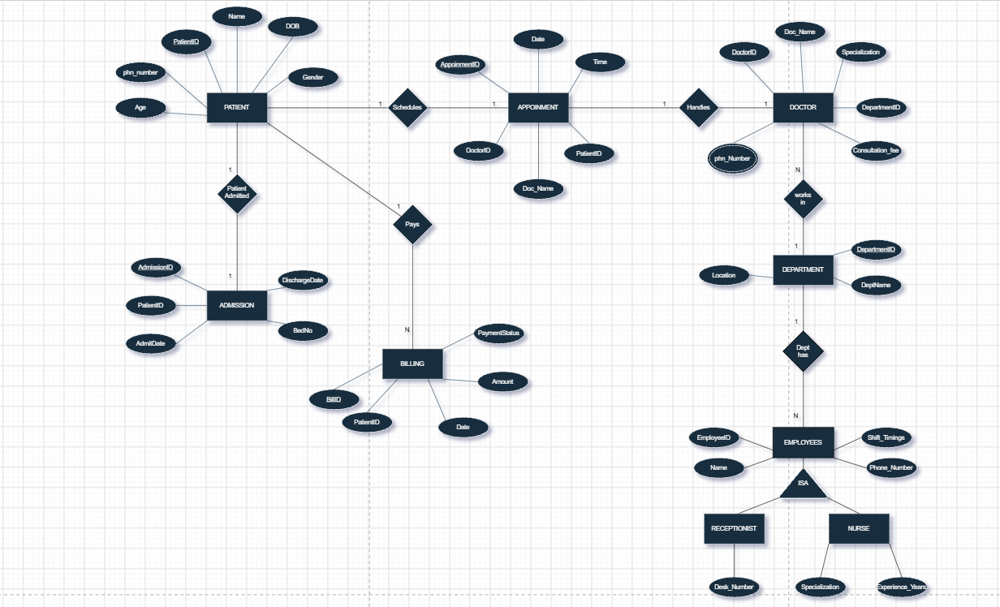 Name
DOB
PatientID
phn_number
Gender
Age
PATIENT
1
Schedules
1
Date
AppoinmentID
Time
APPOINMENT
DoctorID
PatientID
Doc_Name
1
Handles
1
Doc_Name
DoctorID
Specialization
DOCTOR
DepartmentID
phn_Number
Consultation_fee
1
Patient
Admitted
1
1
Pays
N
N
works
in
1
DepartmentID
DEPARTMENT
Location
DeptName
1
Dept
has
N
AdmissionID
DischargeDate
PatientID
ADMISSION
AdmitDate
BedNo
PaymentStatus
BILLING
Amount
BillID
PatientID
Date
EmployeeID
Shift_Timings
EMPLOYEES
Name
Phone_Number
ISA
RECEPTIONIST
NURSE
Desk_Number
Specialization
Experience_Years